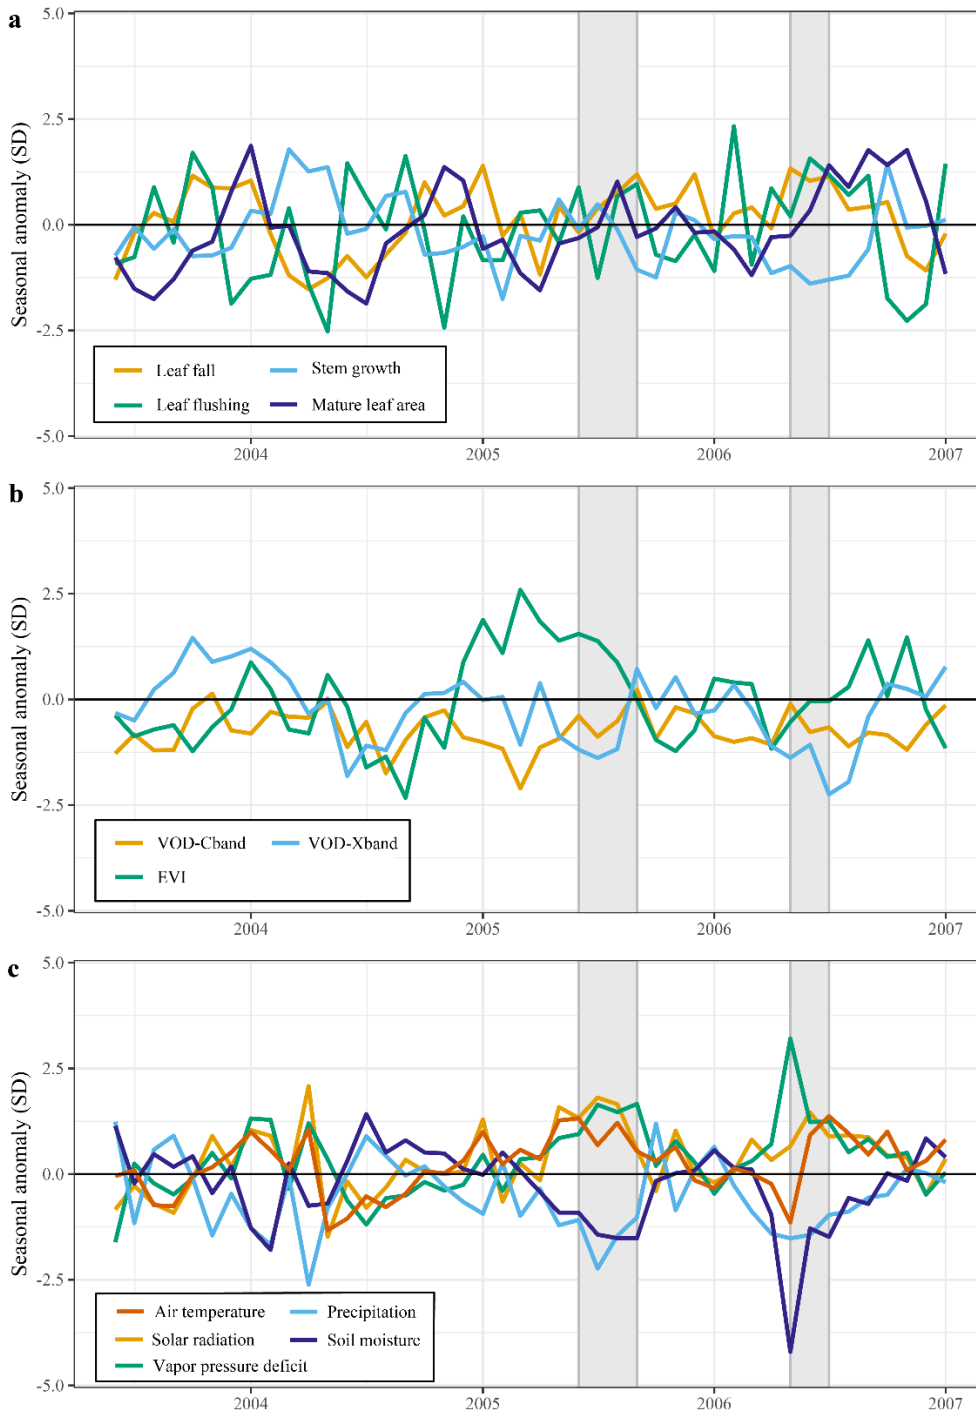 a
5.0
2.5
0.0
-2.5
-5.0
Seasonal anomaly (SD)
Leaf fall
Stem growth
Leaf flushing
Mature leaf area
2004
2005
2006
2007
b
5.0
2.5
0.0
-2.5
-5.0
Seasonal anomaly (SD)
VOD-Cband
VOD-Xband
EVI
2004
2005
2006
2007
c
5.0
2.5
0.0
-2.5
-5.0
Seasonal anomaly (SD)
Air temperature
Precipitation
Solar radiation
Soil moisture
Vapor pressure deficit
2004
2005
2006
2007